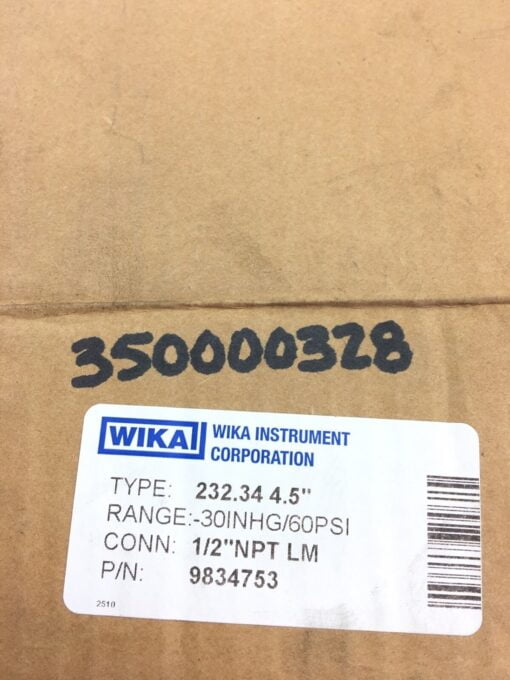 350000328
WIKA WIKA INSTRUMENT
CORPORATION
TYPE: 232.34 4.5"
RANGE:-30INHG/60PSI
CONN: 1/2"NPT LM
P/N: 9834753
2510